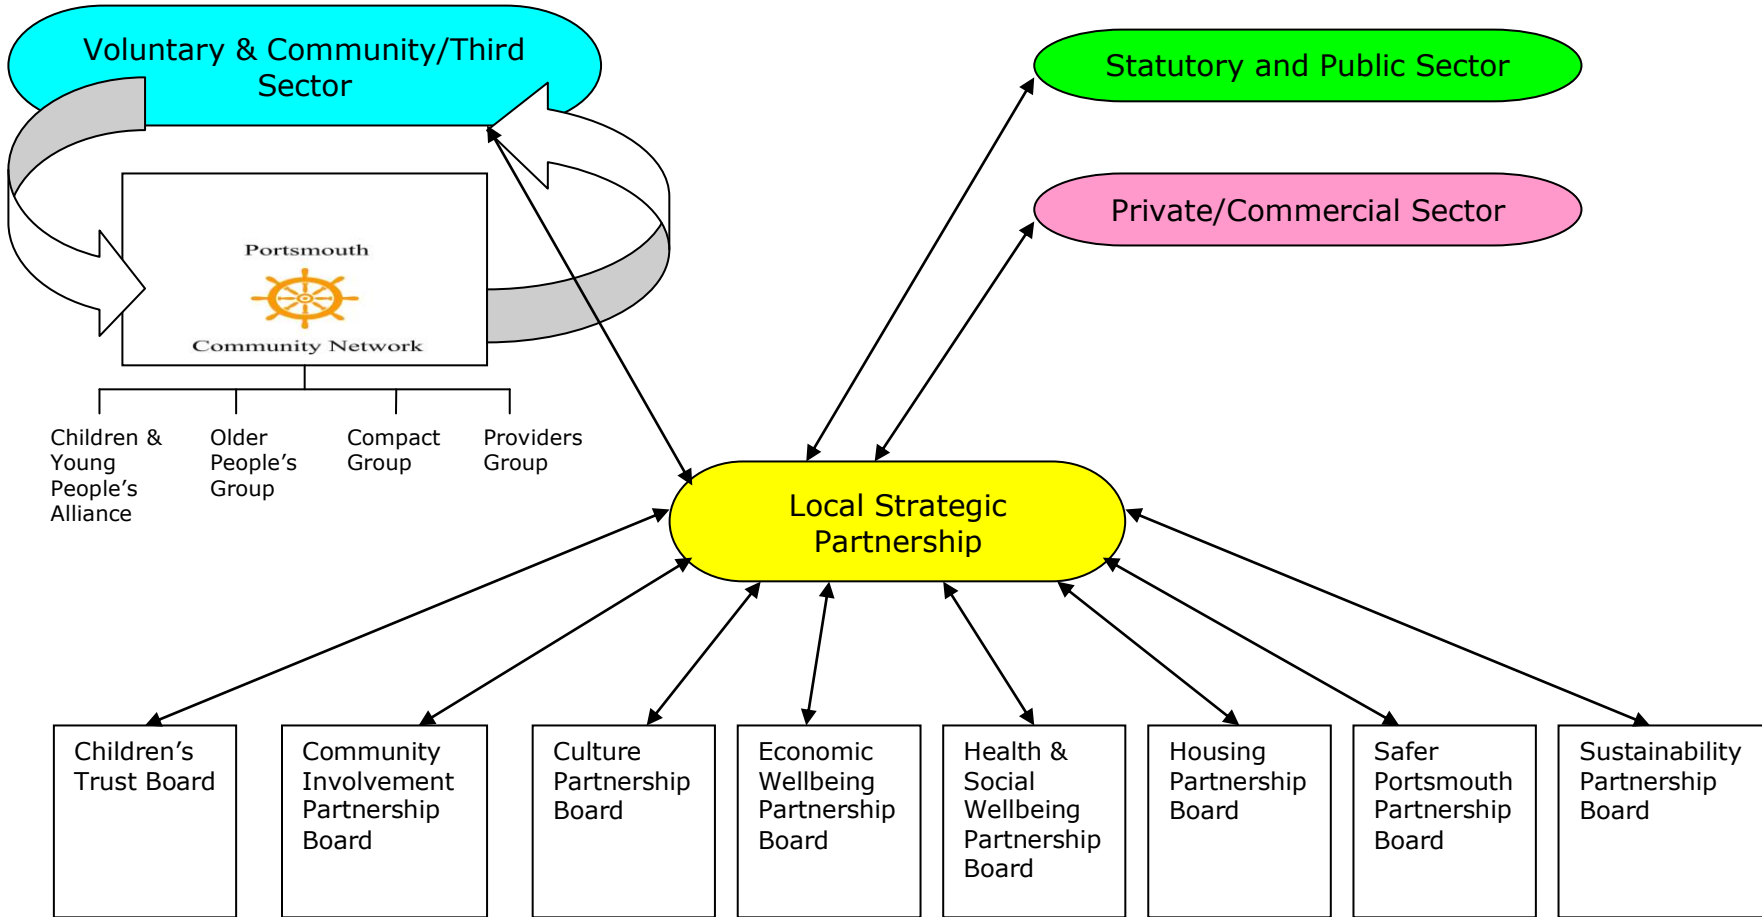 Voluntary & Community/Third
Sector
Statutory and Public Sector
Private/Commercial Sector
Portsmouth
Community Network
Children &
Young
People’s
Alliance
Older
People’s
Group
Compact
Group
Providers
Group
Local Strategic
Partnership
Children’s
Trust Board
Community
Involvement
Partnership
Board
Culture
Partnership
Board
Economic
Wellbeing
Partnership
Board
Health &
Social
Wellbeing
Partnership
Board
Housing
Partnership
Board
Safer
Portsmouth
Partnership
Board
Sustainability
Partnership
Board